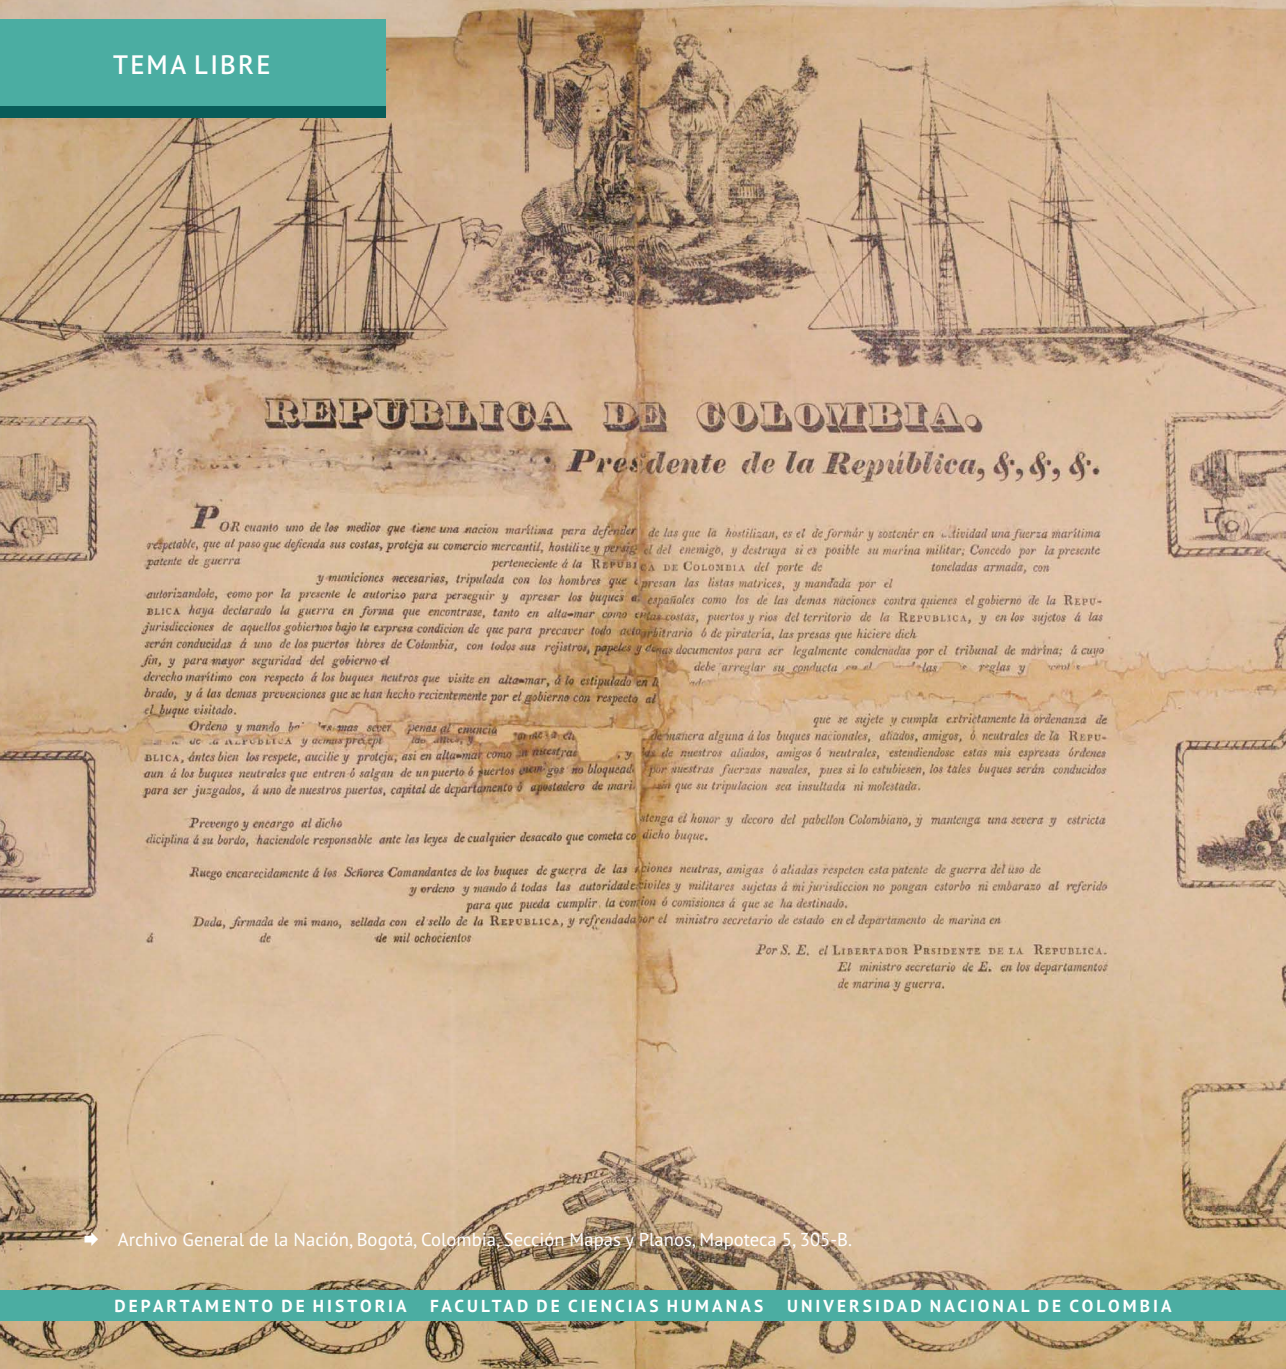 TEMA LIBRE
REPUBLICA DE COLOMBIA.
Presidente de la República, &, &, &.
POR cuanto uno de los medios que tiene una nacion marítima para defender de las que la hostilizan, es el de formár y sostenér en una fuerza marítima
respetable, que al paso que defienda sus costas, proteja su comercio mercantil, hostilize y el del enemigo, y destruya si es posible su marina militar; Concedo por la presente
patente de guerra perteneciente á la REPUBICA DE COLOMBIA del porte de toneladas armada, con
y municiones necesarias, tripulada con los hombres que las listas matrices, y mandada por el
autorizandole, como por la presente le autorizo para perseguir y apresar los buques españoles como los de las demas naciones contra quienes el gobierno de la REPU-
BLICA haya declarado la guerra en forma que encontrase, tanto en alta-mar como costas, puertos y rios del territorio de la REPUBLICA, y en los sujetos á las
jurisdicciones de aquellos gobiernos bajo la expresa condicion de que para precaver todo acto arbitrario ó de pirateria, las presas que hiciere dich
serán conducidas á uno de los puertos libres de Colombia, con todos sus rejistros, papeles y documentos para ser legalmente condenadas por el tribunal de márina; á cuyo
fin, y para mayor seguridad del gobierno el debe arreglar su conducta reglas y
derecho marítimo con respecto á los buques neutros que visite en alta-mar, á lo estipulado en
brado, y á las demas prevenciones que se han hecho recientemente por el gobierno con respecto al
el buque visitado.
Ordeno y mando penas al que se sujete y cumpla extrictamente la ordenanza de
REPUBLICA y de manera alguna á los buques nacionales, aliados, amigos, ó neutrales de la REPU-
BLICA, ántes bien los respete, aucilie y proteja; asi en alta-mar como nuestras y de nuestros aliados, amigos ó neutrales, estendiendose estas mis espresas órdenes
aun á los buques neutrales que entren ó salgan de un puerto ó puertos no bloquead por nuestras fuerzas navales, pues si lo estubiesen, los tales buques serán conducidos
para ser juzgados, á uno de nuestros puertos, capital de departamento ó apostadero de mari que su tripulacion sea insultada ni molestada.
Prevengo y encargo al dicho el honor y decoro del pabellon Colombiano, y mantenga una severa y estricta
diciplina á su bordo, haciendole responsable ante las leyes de cualquier desacato que cometa dicho buque.
Ruego encarecidamente á los Señores Comandantes de los buques de guerra de las neutras, amigas ó aliadas respeten esta patente de guerra del uso de
y ordeno y mando á todas las autoridades civiles y militares sujetas á mi jurisdiccion no pongan estorbo ni embarazo al referido
para que pueda cumplir la ó comisiones á que se ha destinado.
Dada, firmada de mi mano, sellada con el sello de la REPUBLICA, y refrendada por el ministro secretario de estado en el departamento de marina en
á de de mil ochocientos
Por S. E. el LIBERTADOR PRSIDENTE DE LA REPUBLICA.
El ministro secretario de E. en los departamentos
de marina y guerra.
Archivo General de la Nación, Bogotá, Colombia, Sección Mapas y Planos, Mapoteca 5, 305-B.
DEPARTAMENTO DE HISTORIA FACULTAD DE CIENCIAS HUMANAS UNIVERSIDAD NACIONAL DE COLOMBIA